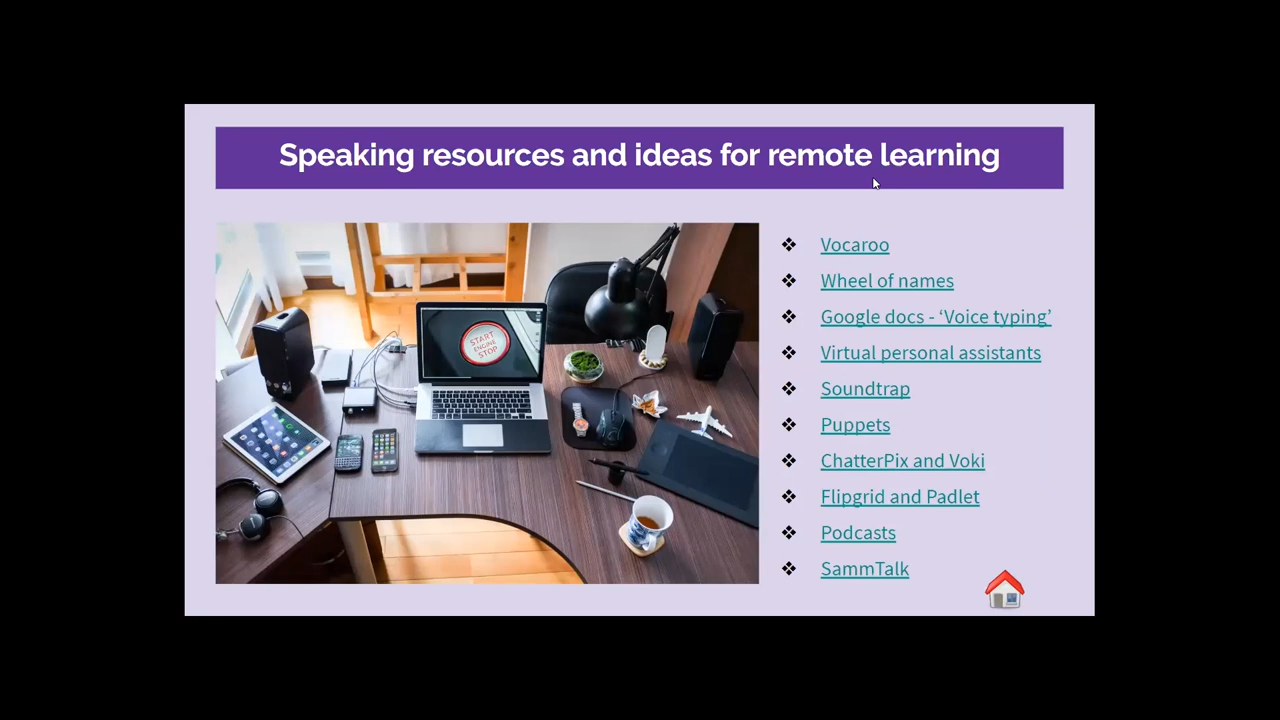 Speaking resources and ideas for remote learning
START
ENGINE
STOP
Vocaroo
Wheel of names
Google docs - ‘Voice typing’
Virtual personal assistants
Soundtrap
Puppets
ChatterPix and Voki
Flipgrid and Padlet
Podcasts
SammTalk